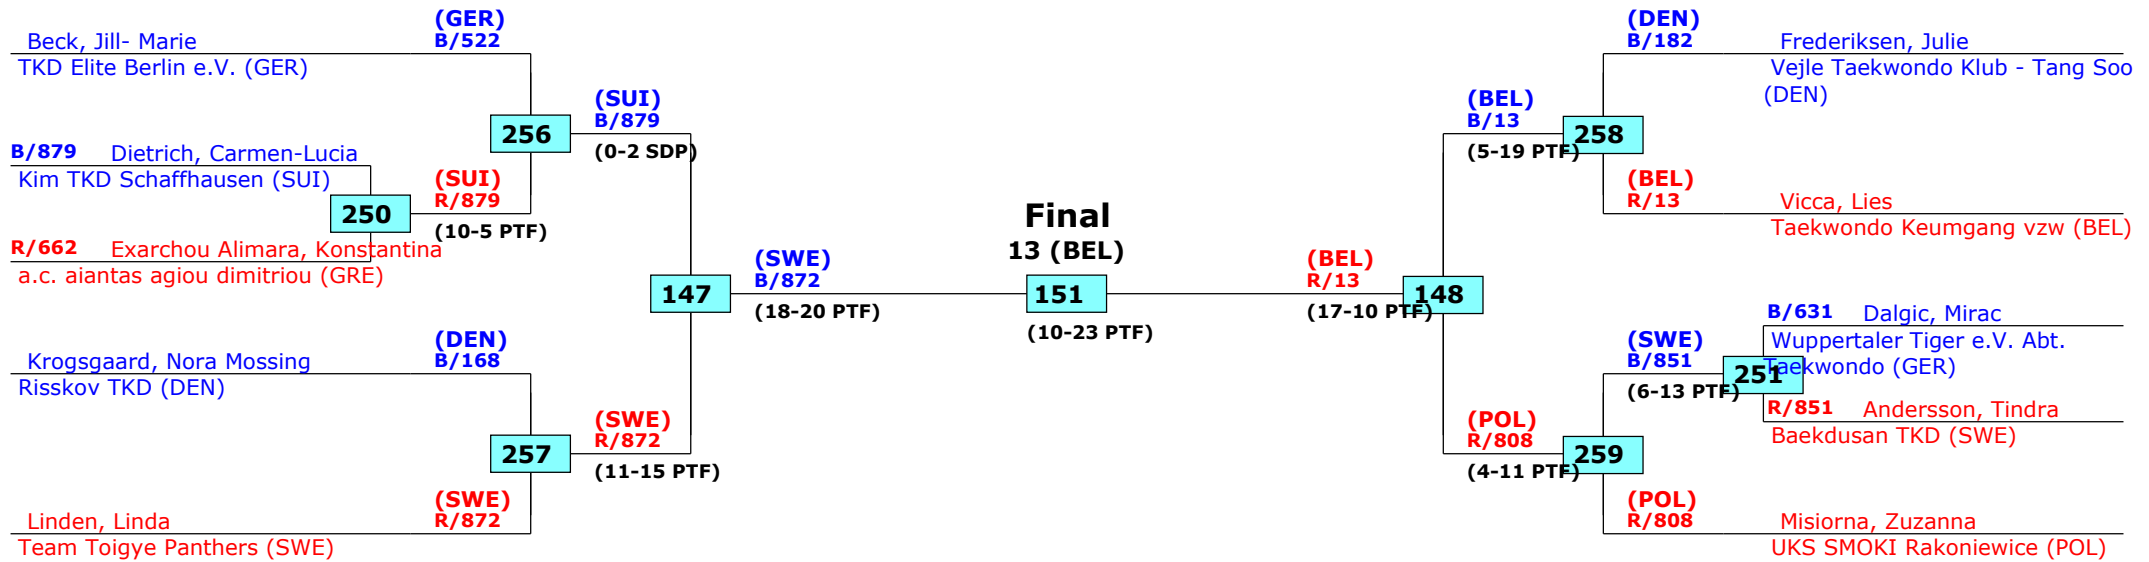 (GER)
B/522
Beck, Jill- Marie
TKD Elite Berlin e.V. (GER)
256
(SUI)
B/879
(0-2 SDP)
B/879 Dietrich, Carmen-Lucia
Kim TKD Schaffhausen (SUI)
250
(SUI)
R/879
(10-5 PTF)
R/662 Exarchou Alimara, Konstantina
a.c. aiantas agiou dimitriou (GRE)
147
(SWE)
B/872
(18-20 PTF)
(DEN)
B/168
Krogsgaard, Nora Mossing
Risskov TKD (DEN)
257
(SWE)
R/872
(11-15 PTF)
(SWE)
R/872
Linden, Linda
Team Toigye Panthers (SWE)
Final
13 (BEL)
151
(10-23 PTF)
(DEN)
B/182
Frederiksen, Julie
Vejle Taekwondo Klub - Tang Soo
(DEN)
(BEL)
B/13
(5-19 PTF)
258
(BEL)
R/13
Vicca, Lies
Taekwondo Keumgang vzw (BEL)
(BEL)
R/13
(17-10 PTF)
148
B/631 Dalgic, Mirac
Wuppertaler Tiger e.V. Abt.
Taekwondo (GER)
(SWE)
B/851
(6-13 PTF)
251
R/851 Andersson, Tindra
Baekdusan TKD (SWE)
(POL)
R/808
(4-11 PTF)
259
(POL)
R/808
Misiorna, Zuzanna
UKS SMOKI Rakoniewice (POL)